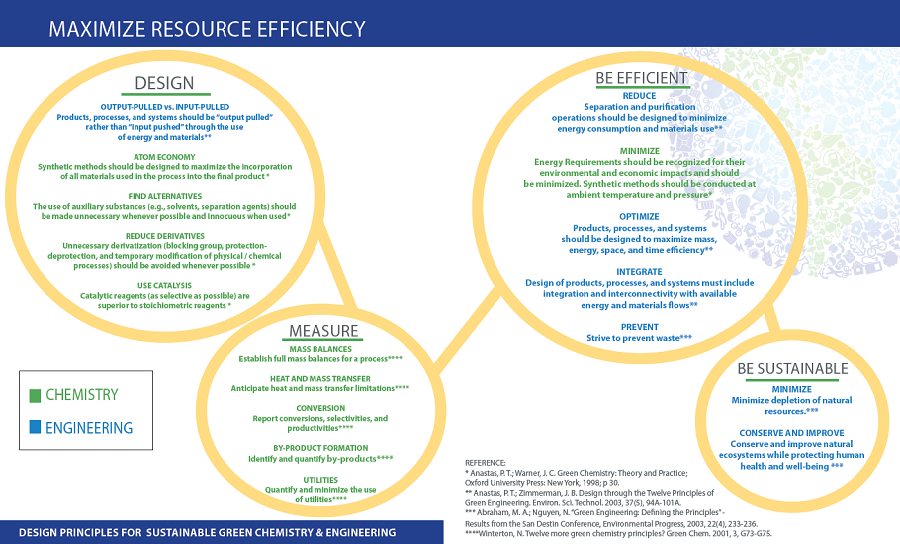 MAXIMIZE RESOURCE EFFICIENCY
DESIGN
OUTPUT-PULLED vs. INPUT-PULLED
Products, processes, and systems should be “output pulled”
rather than “input pushed” through the use
of energy and materials**
ATOM ECONOMY
Synthetic methods should be designed to maximize the incorporation
of all materials used in the process into the final product *
FIND ALTERNATIVES
The use of auxiliary substances (e.g., solvents, separation agents) should
be made unnecessary whenever possible and innocuous when used*
REDUCE DERIVATIVES
Unnecessary derivatization (blocking group, protection-
deprotection, and temporary modification of physical / chemical
processes) should be avoided whenever possible *
USE CATALYSIS
Catalytic reagents (as selective as possible) are
superior to stoichiometric reagents *
MEASURE
MASS BALANCES
Establish full mass balances for a process****
HEAT AND MASS TRANSFER
Anticipate heat and mass transfer limitations****
CONVERSION
Report conversions, selectivities, and
productivities****
BY-PRODUCT FORMATION
Identify and quantify by-products****
UTILITIES
Quantify and minimize the use
of utilities****
BE EFFICIENT
REDUCE
Separation and purification
operations should be designed to minimize
energy consumption and materials use**
MINIMIZE
Energy Requirements should be recognized for their
environmental and economic impacts and should
be minimized. Synthetic methods should be conducted at
ambient temperature and pressure*
OPTIMIZE
Products, processes, and systems
should be designed to maximize mass,
energy, space, and time efficiency**
INTEGRATE
Design of products, processes, and systems must include
integration and interconnectivity with available
energy and materials flows**
PREVENT
Strive to prevent waste***
BE SUSTAINABLE
MINIMIZE
Minimize depletion of natural
resources.***
CONSERVE AND IMPROVE
Conserve and improve natural
ecosystems while protecting human
health and well-being ***
CHEMISTRY
ENGINEERING
REFERENCE:
* Anastas, P. T.; Warner, J. C. Green Chemistry: Theory and Practice;
Oxford University Press: New York, 1998; p 30.
** Anastas, P.T.; Zimmerman, J. B. Design through the Twelve Principles of
Green Engineering. Environ. Sci. Technol. 2003, 37(5), 94A-101A.
*** Abraham, M. A.; Nguyen, N. “Green Engineering: Defining the Principles” -
Results from the San Destin Conference, Environmental Progress, 2003, 22(4), 233-236.
****Winterton, N. Twelve more green chemistry principles? Green Chem. 2001, 3, G73-G75.
DESIGN PRINCIPLES FOR SUSTAINABLE GREEN CHEMISTRY & ENGINEERING